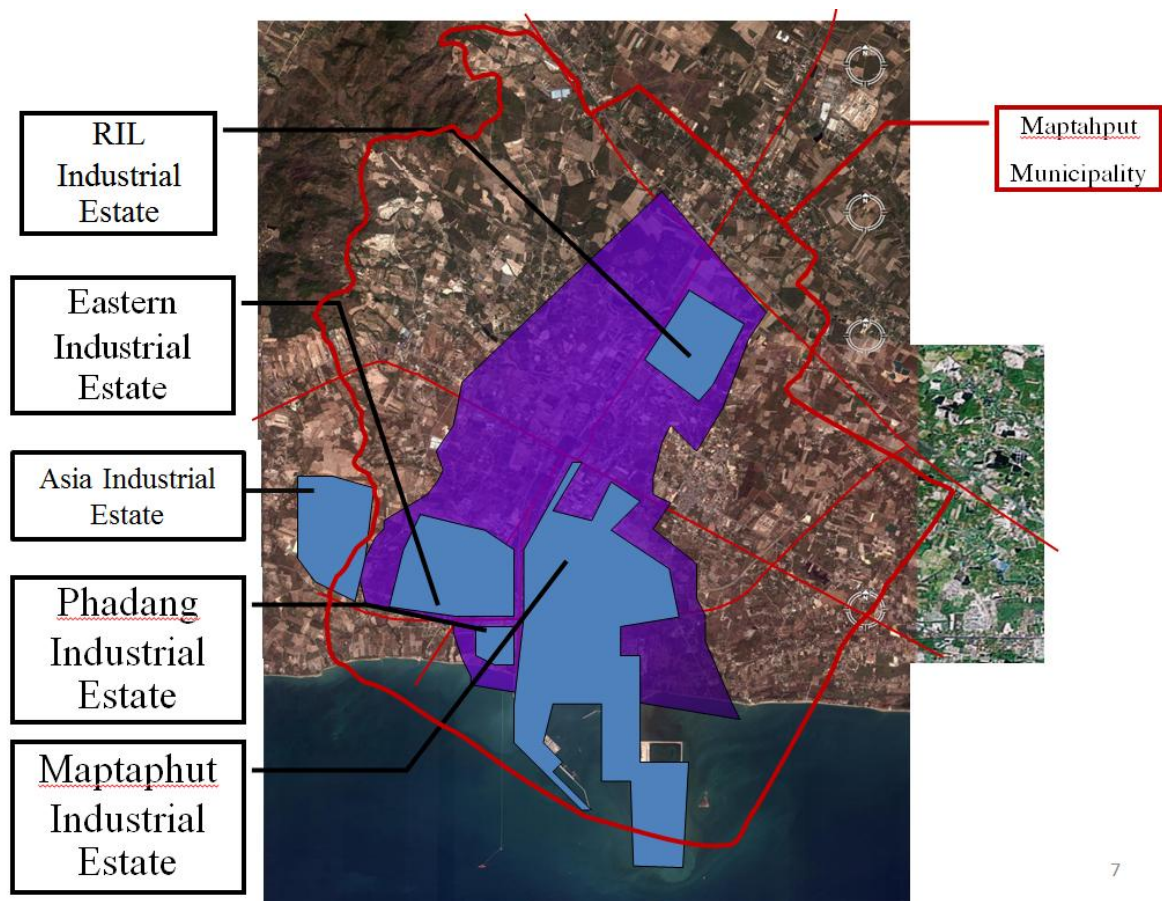 RIL
Industrial
Estate
Eastern
Industrial
Estate
Asia Industrial
Estate
Phadang
Industrial
Estate
Maptaphut
Industrial
Estate
Maptahput
Municipality
N
N
N
N
7